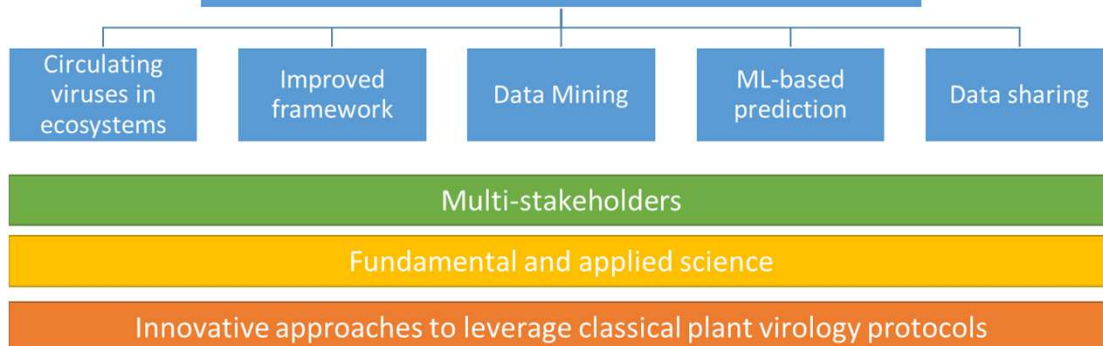 Circulating
viruses in
ecosystems
Improved
framework
Data Mining
ML-based
prediction
Data sharing
Multi-stakeholders
Fundamental and applied science
Innovative approaches to leverage classical plant virology protocols